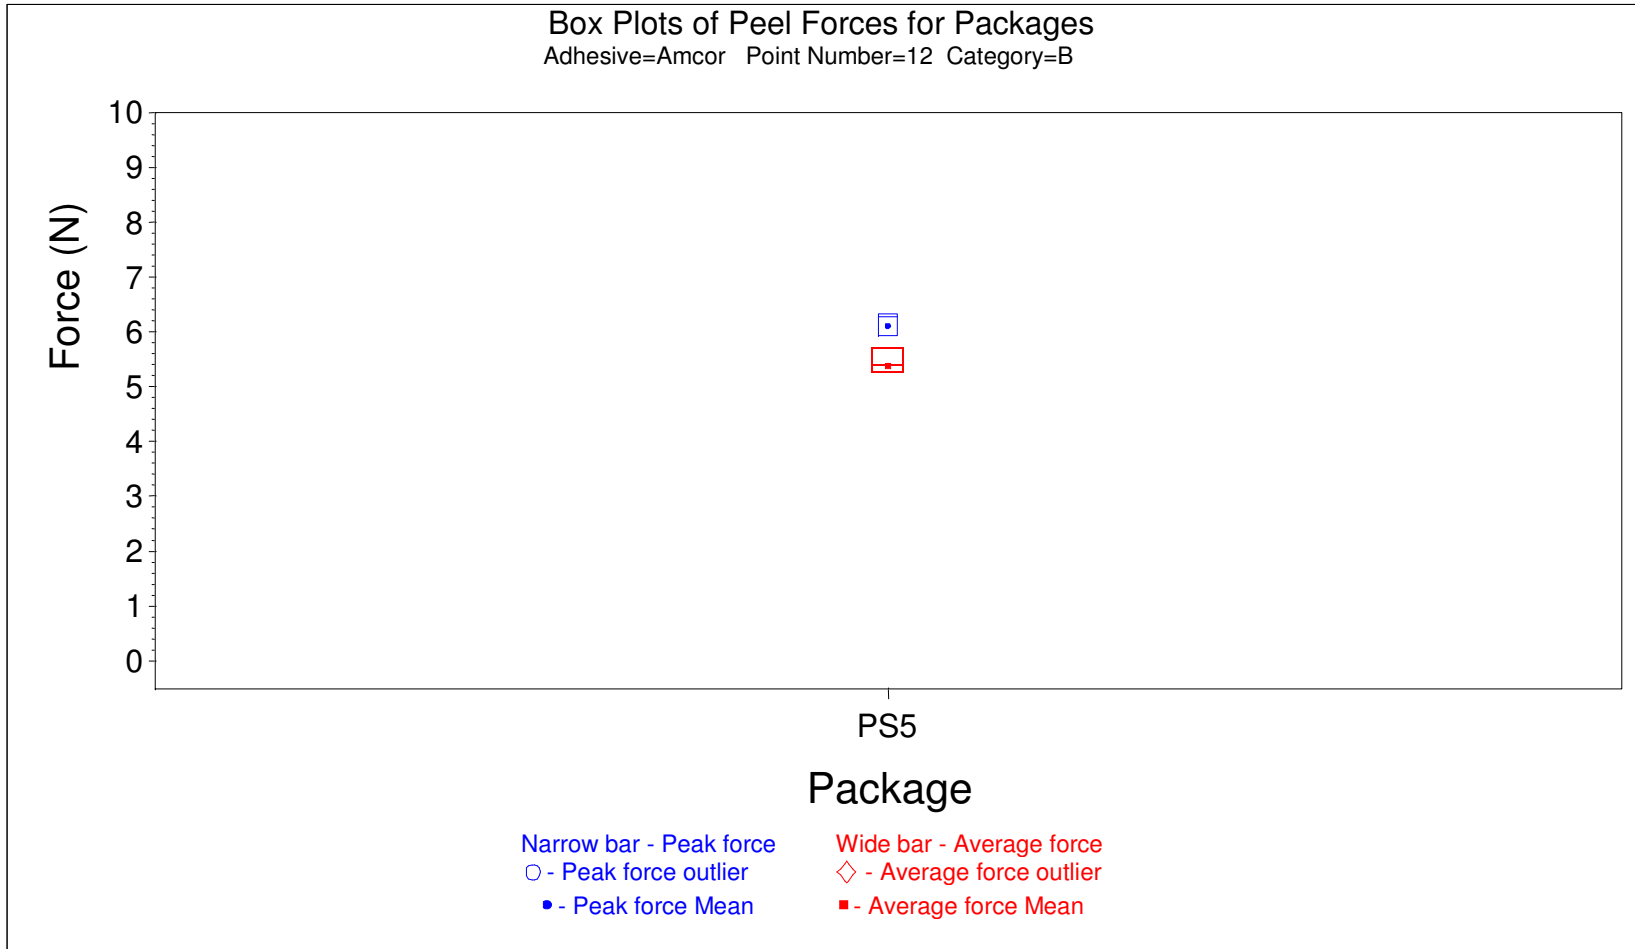 Box Plots of Peel Forces for Packages
Adhesive=Amcor Point Number=12 Category=B
10
9
8
7
6
5
4
3
2
1
0
Force (N)
PS5
Package
Narrow bar - Peak force Wide bar - Average force
- Peak force outlier - Average force outlier
- Peak force Mean - Average force Mean